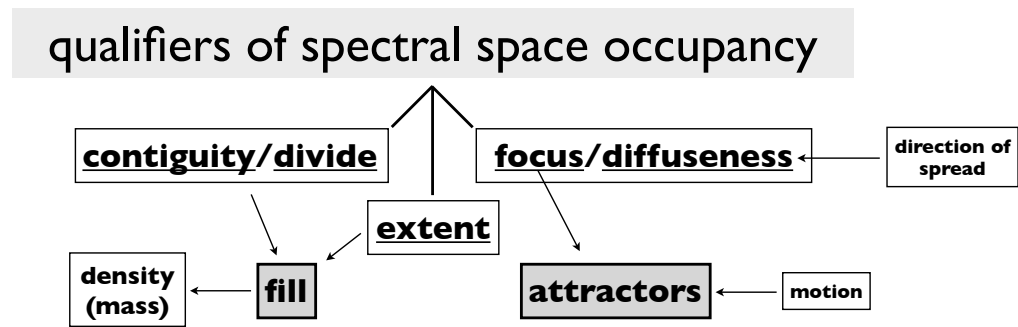 qualifiers of spectral space occupancy
contiguity/divide
focus/diffuseness
direction of
spread
extent
density
(mass)
fill
attractors
motion